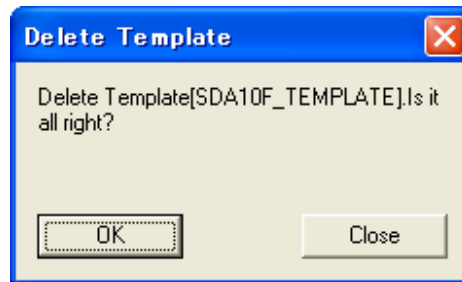 Delete Template
Delete Template[SDA10F_TEMPLATE].Is it
all right?
OK
Close